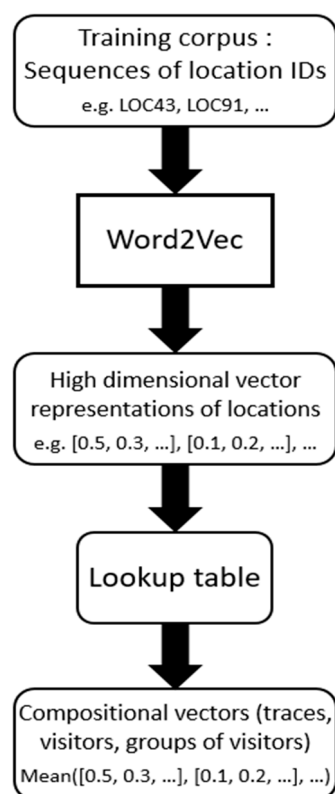 Training corpus :
Sequences of location IDs
e.g. LOC43, LOC91, ...
Word2Vec
High dimensional vector
representations of locations
e.g. [0.5, 0.3, ...], [0.1, 0.2, ...], ...
Lookup table
Compositional vectors (traces,
visitors, groups of visitors)
Mean([0.5, 0.3, ...], [0.1, 0.2, ...], ...)